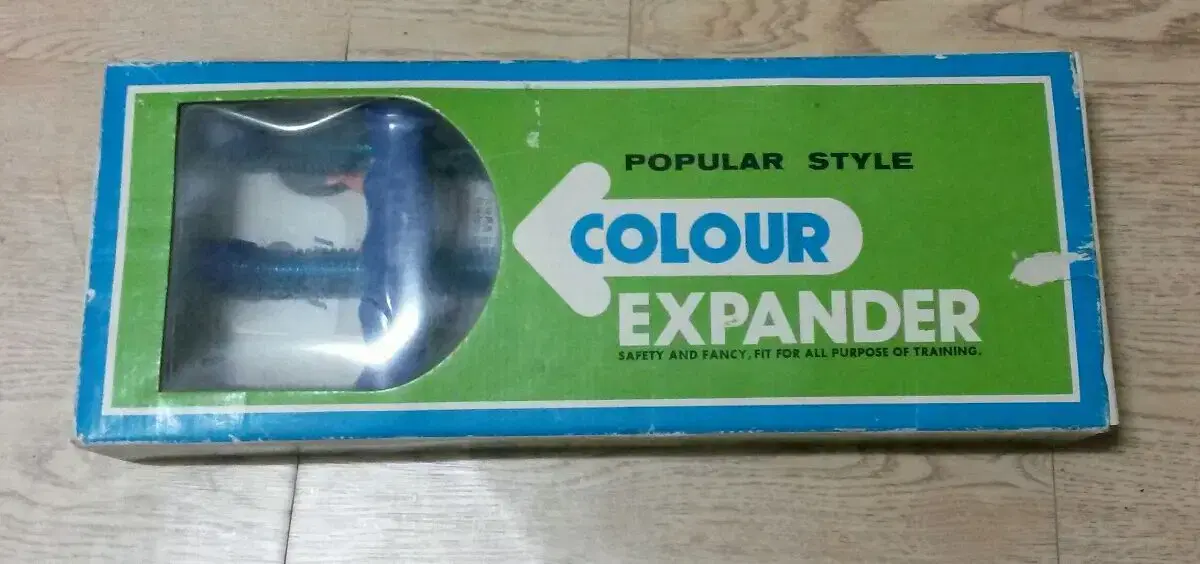 POPULAR STYLE
COLOUR
EXPANDER
SAFETY AND FANCY, FIT FOR ALL PURPOSE OF TRAINING.